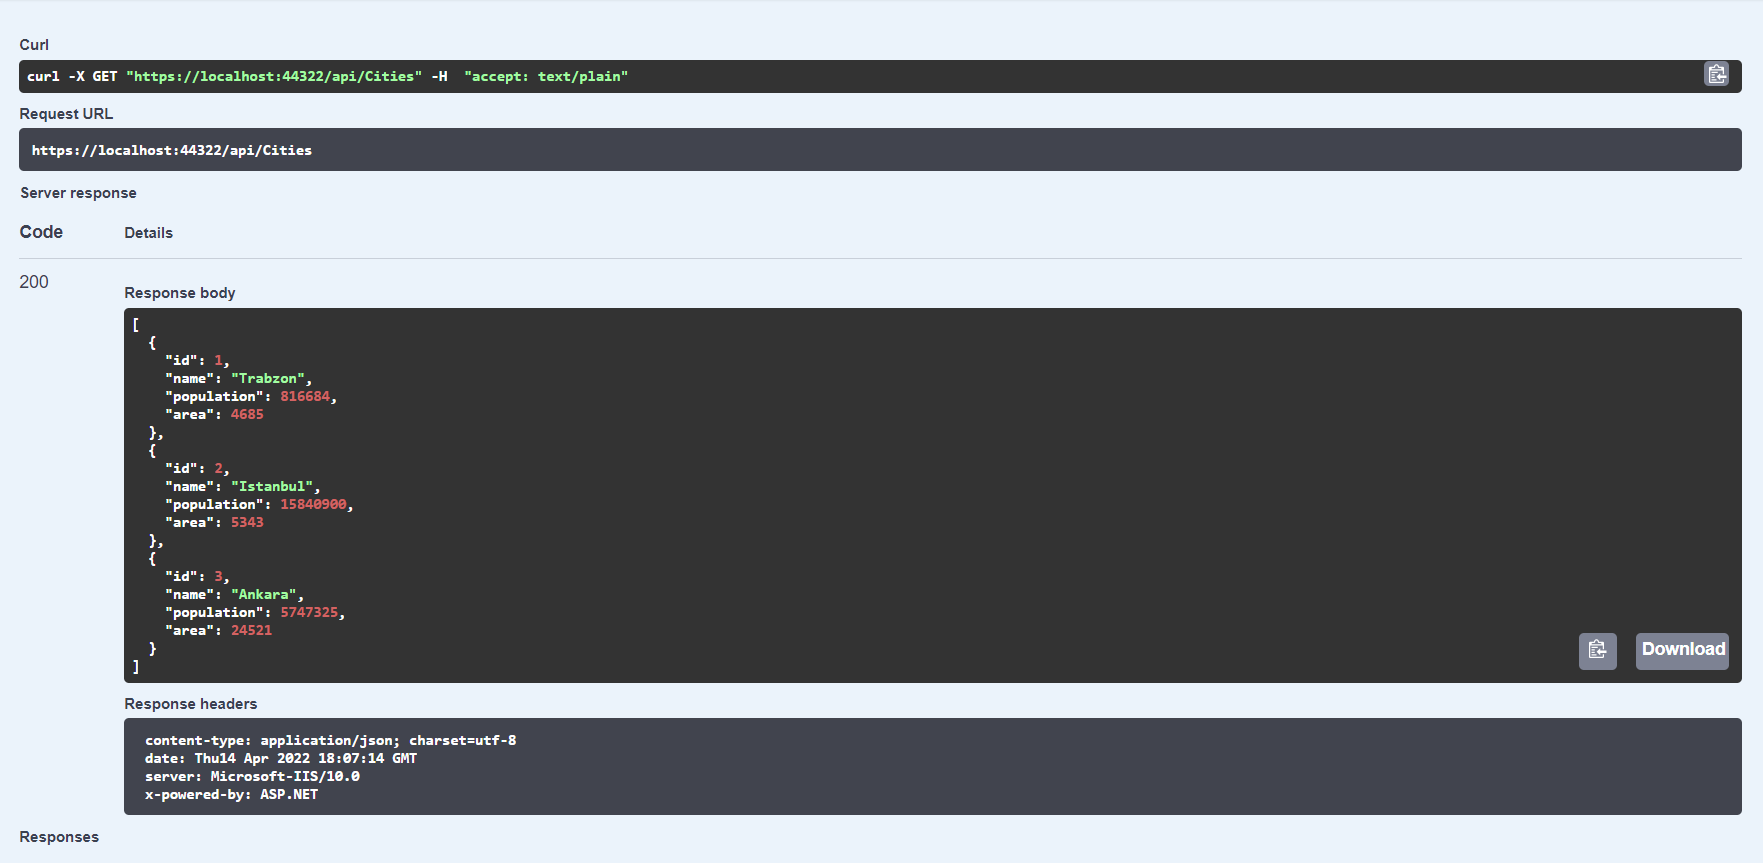 Curl
curl -X GET "https://localhost:44322/api/Cities" -H  "accept: text/plain"
Request URL
https://localhost:44322/api/Cities
Server response
Code Details
200
Response body
[
  {
    "id": 1,
    "name": "Trabzon",
    "population": 816684,
    "area": 4685
  },
  {
    "id": 2,
    "name": "Istanbul",
    "population": 15840900,
    "area": 5343
  },
  {
    "id": 3,
    "name": "Ankara",
    "population": 5747325,
    "area": 24521
  }
]
Download
Response headers
content-type: application/json; charset=utf-8
date: Thu14 Apr 2022 18:07:14 GMT
server: Microsoft-IIS/10.0
x-powered-by: ASP.NET
Responses